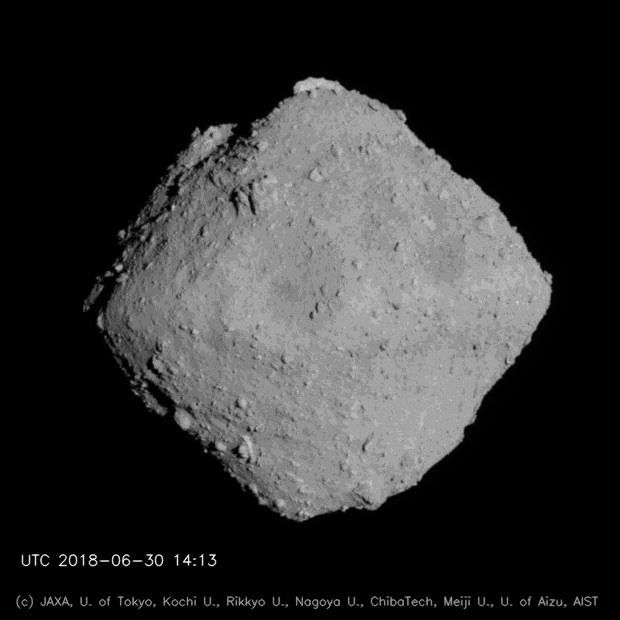 UTC 2018-06-30 14:13
(c) JAXA, U. of Tokyo, Kochi U., Rikkyo U., Nagoya U., ChibaTech, Meiji U., U. of Aizu, AIST